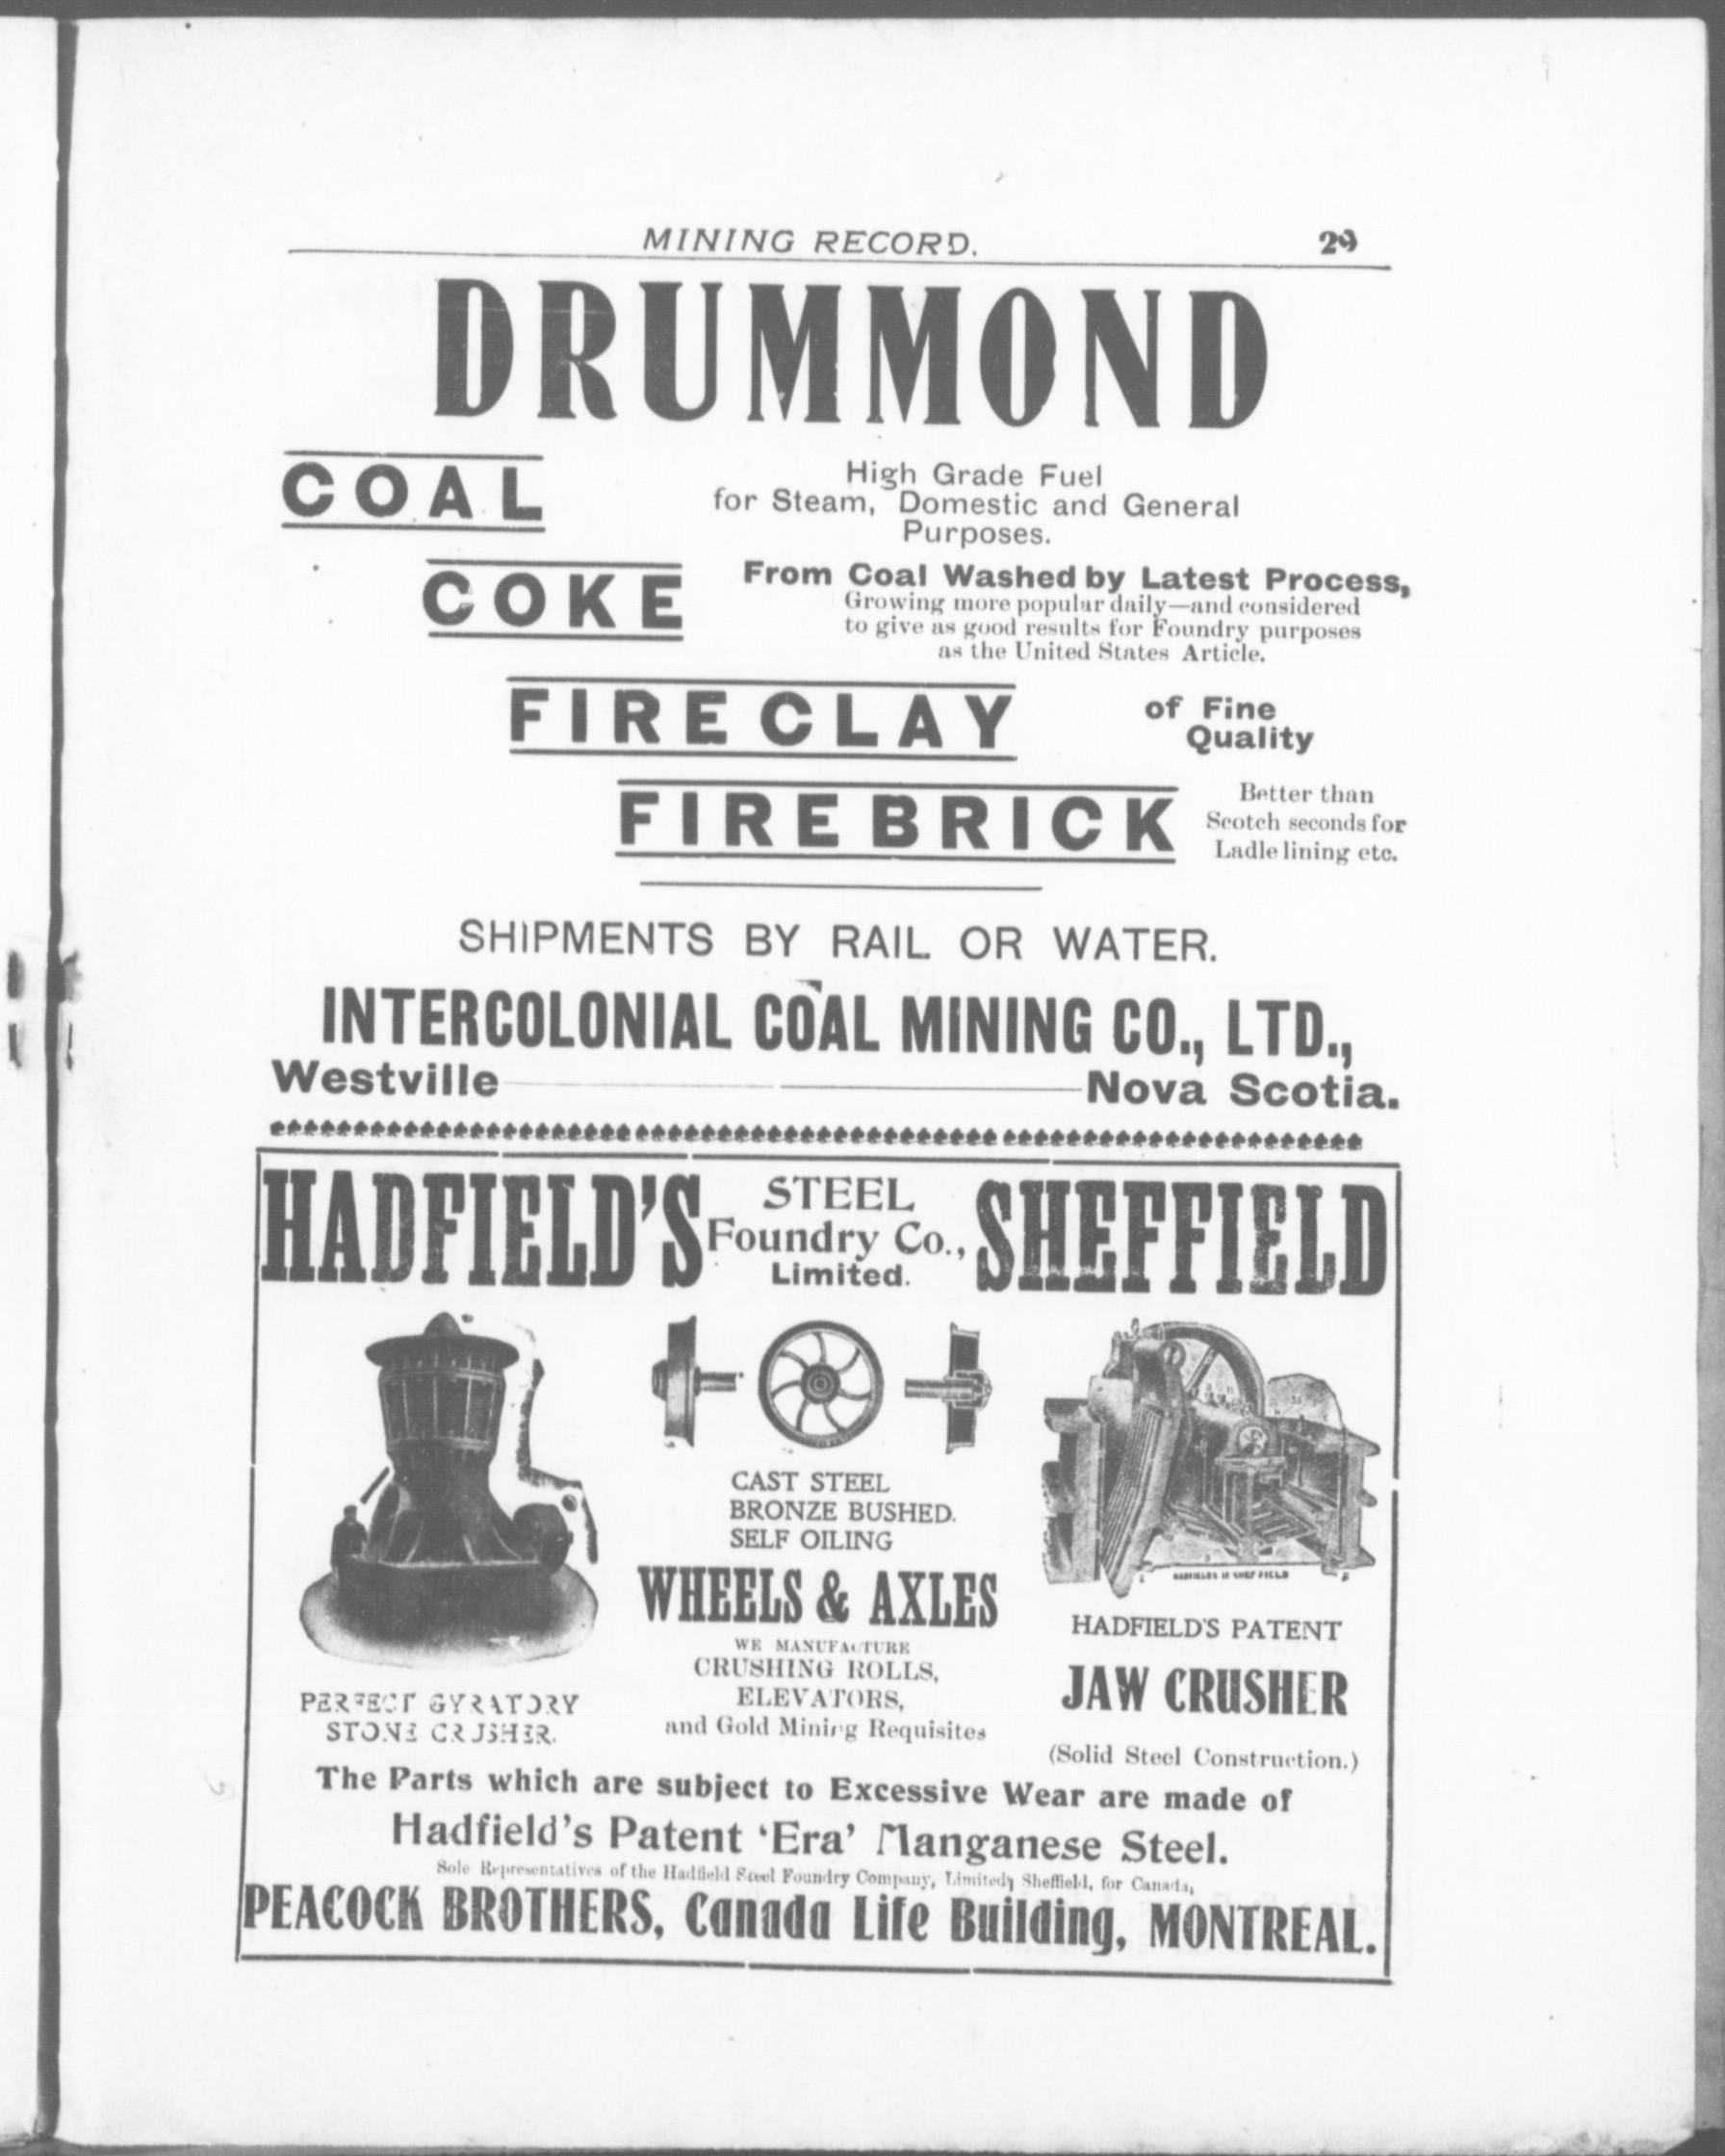 MINING RECORD. 29
DRUMMOND
COAL
High Grade Fuel
for Steam, Domestic and General
Purposes.
COKE
From Coal Washed by Latest Process,
Growing more popular daily—and considered
to give as good results for Foundry purposes
as the United States Article.
FIRECLAY
of Fine
Quality
FIREBRICK
Better than
Scotch seconds for
Ladle lining etc.
SHIPMENTS BY RAIL OR WATER.
INTERCOLONIAL COAL MINING CO., LTD.,
Westville Nova Scotia.
HADFIELD'S STEEL
Foundry Co.,
Limited.
SHEFFIELD
PERFECT GYRATORY
STONE CRUSHER.
CAST STEEL
BRONZE BUSHED.
SELF OILING
WHEELS & AXLES
WE MANUFACTURE
CRUSHING ROLLS,
ELEVATORS,
and Gold Mining Requisites
HADFIELDS SHEFFIELD
HADFIELD'S PATENT
JAW CRUSHER
(Solid Steel Construction.)
The Parts which are subject to Excessive Wear are made of
Hadfield's Patent 'Era' Manganese Steel.
Sole Representatives of the Hadfield Steel Foundry Company, Limited, Sheffield, for Canada,
PEACOCK BROTHERS, Canada Life Building, MONTREAL.